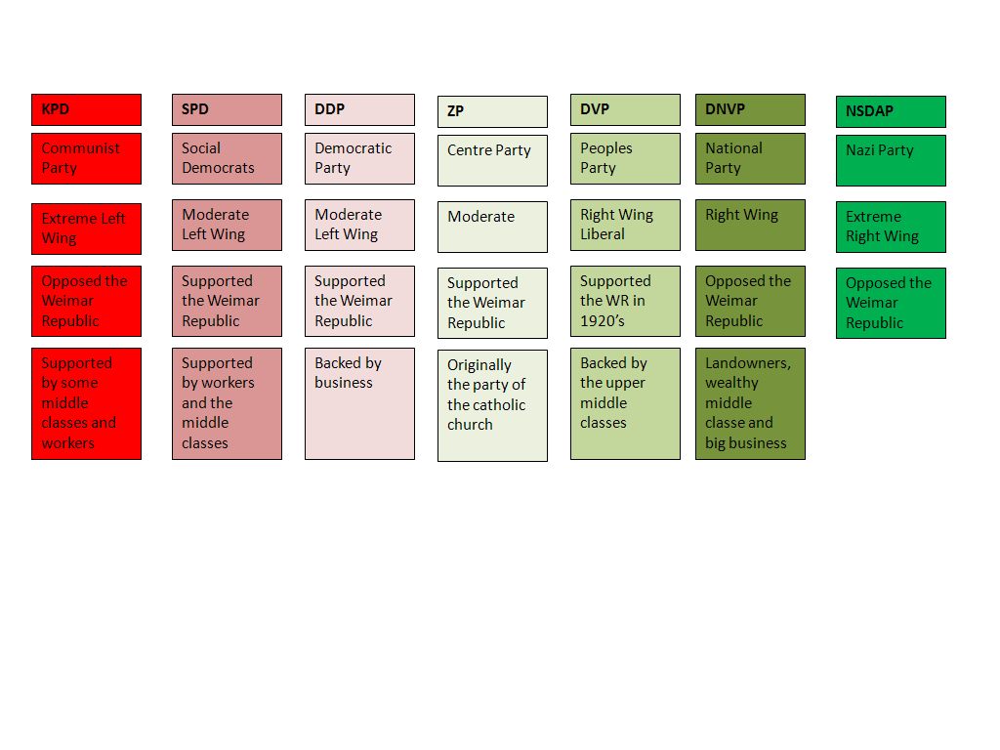 KPD
Communist
Party
Extreme Left
Wing
Opposed the
Weimar
Republic
Supported
by some
middle
classes and
workers
SPD
Social
Democrats
Moderate
Left Wing
Supported
the Weimar
Republic
Supported
by workers
and the
middle
classes
DDP
Democratic
Party
Moderate
Left Wing
Supported
the Weimar
Republic
Backed by
business
ZP
Centre Party
Moderate
Supported
the Weimar
Republic
Originally
the party of
the catholic
church
DVP
Peoples
Party
Right Wing
Liberal
Supported
the WR in
1920’s
Backed by
the upper
middle
classes
DNVP
National
Party
Right Wing
Opposed the
Weimar
Republic
Landowners,
wealthy
middle
classe and
big business
NSDAP
Nazi Party
Extreme
Right Wing
Opposed the
Weimar
Republic